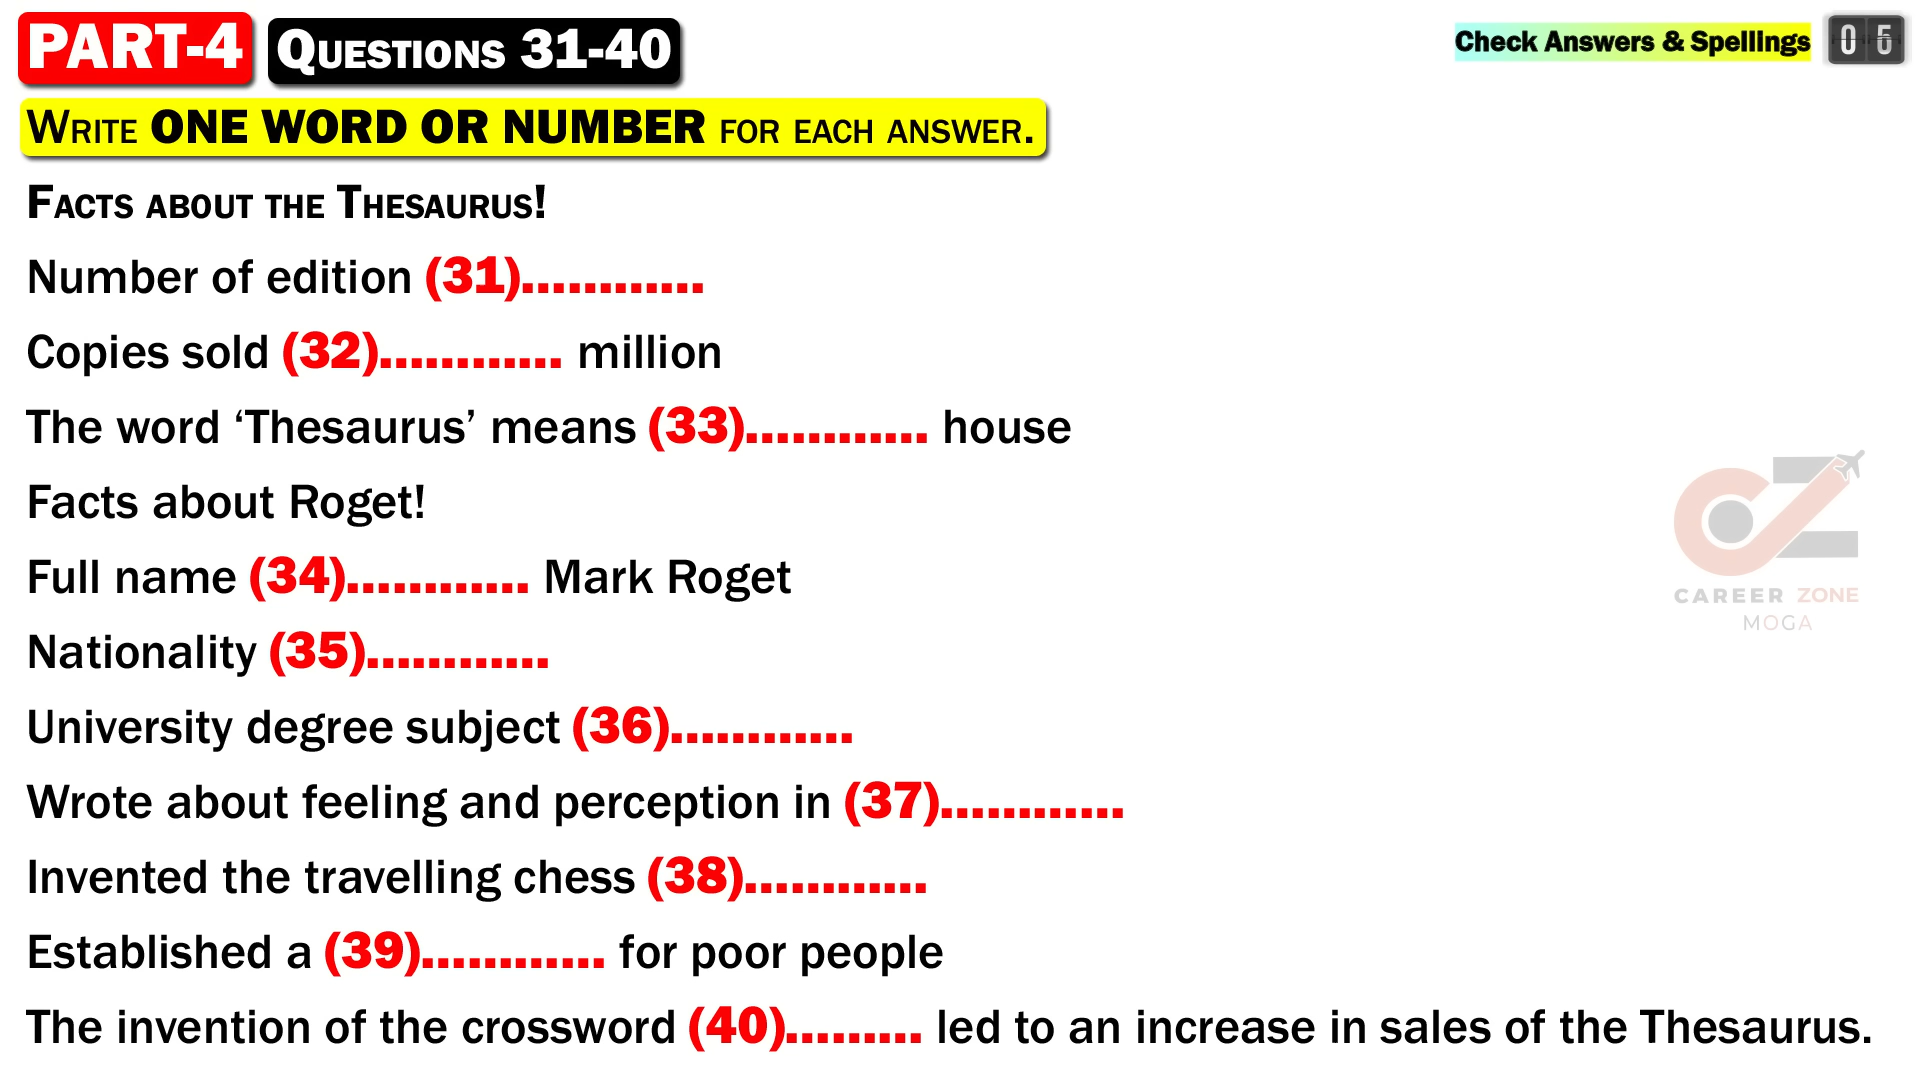 PART-4 QUESTIONS 31-40
Check Answers & Spellings 05
WRITE ONE WORD OR NUMBER FOR EACH ANSWER.
FACTS ABOUT THE THESAURUS!
Number of edition (31)............
Copies sold (32)............ million
The word ‘Thesaurus’ means (33)............ house
Facts about Roget!
Full name (34)............ Mark Roget
Nationality (35)............
University degree subject (36)............
Wrote about feeling and perception in (37)............
Invented the travelling chess (38)............
Established a (39)............ for poor people
The invention of the crossword (40)......... led to an increase in sales of the Thesaurus.
CAREER ZONE
MOGA